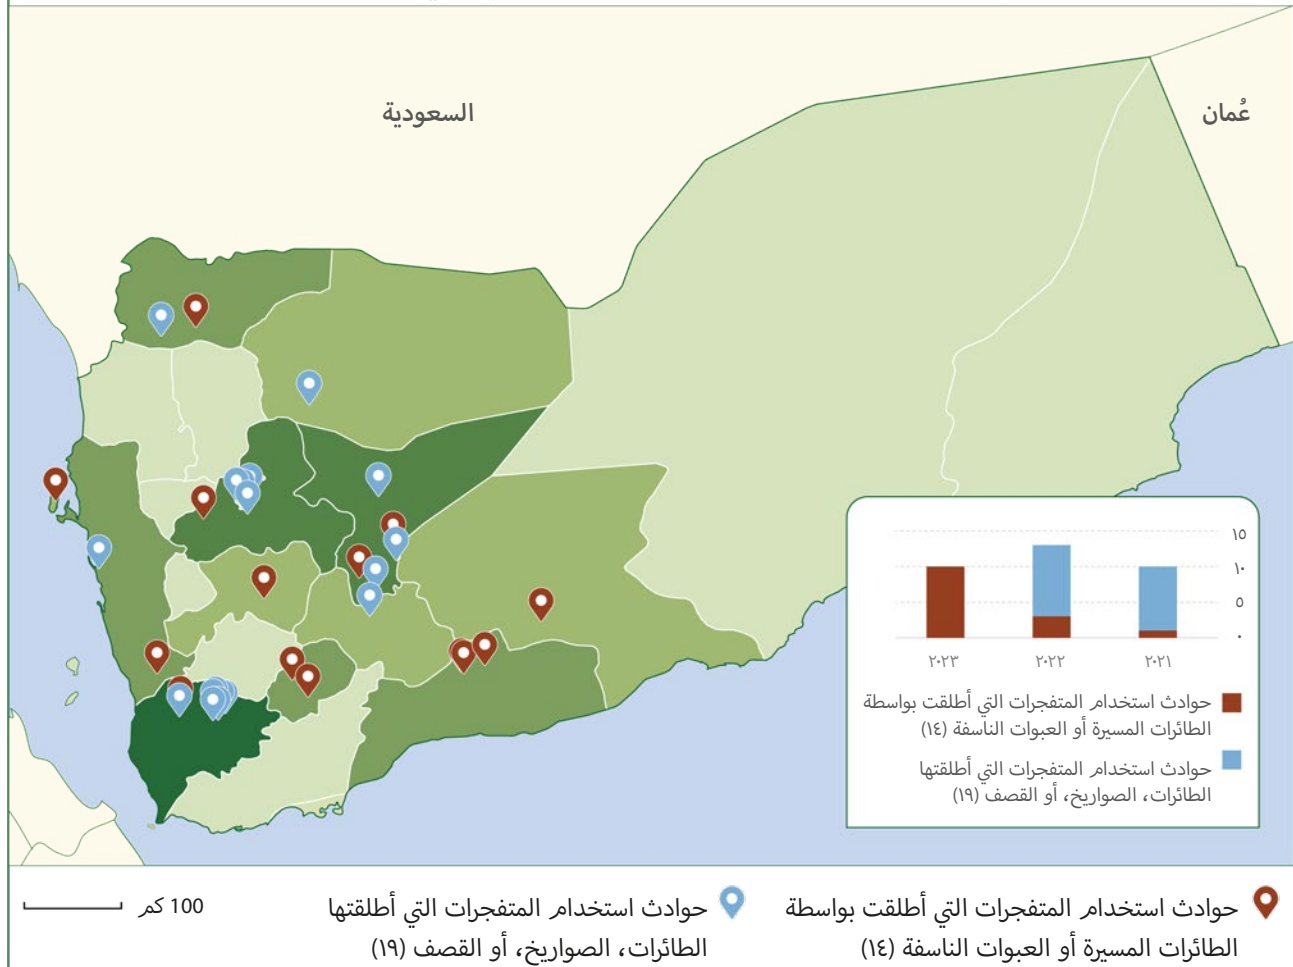 السعودية
عُمان
١٥
١٠
٥
٠
٢٠٢٣
٢٠٢٢
٢٠٢١
حوادث استخدام المتفجرات التي أطلقت بواسطة
الطائرات المسيرة أو العبوات الناسفة (١٤)
حوادث استخدام المتفجرات التي أطلقتها
الطائرات، الصواريخ، أو القصف (١٩)
حوادث استخدام المتفجرات التي أطلقت بواسطة
الطائرات المسيرة أو العبوات الناسفة (١٤)
حوادث استخدام المتفجرات التي أطلقتها
الطائرات، الصواريخ، أو القصف (١٩)
100 كم